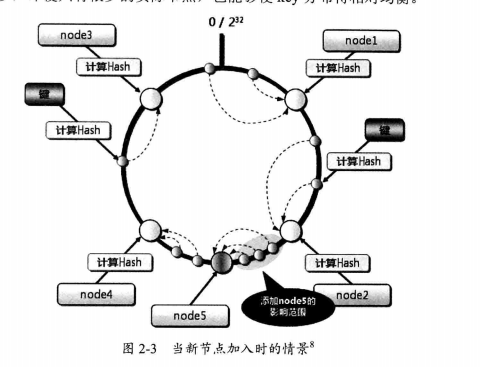 0 / 2³²
node3
node1
计算Hash
计算Hash
键
键
计算Hash
计算Hash
计算Hash
计算Hash
node4
node5
添加node5的
影响范围
node2
图 2-3 当新节点加入时的情景⁸